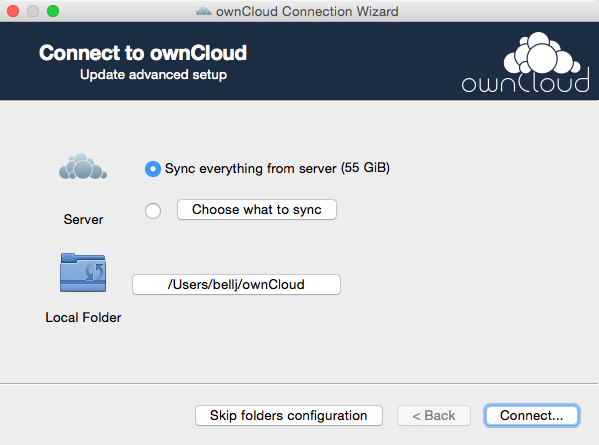 ownCloud Connection Wizard
Connect to ownCloud
Update advanced setup
ownCloud
Sync everything from server (55 GiB)
Choose what to sync
Server
/Users/bellj/ownCloud
Local Folder
Skip folders configuration
< Back
Connect...